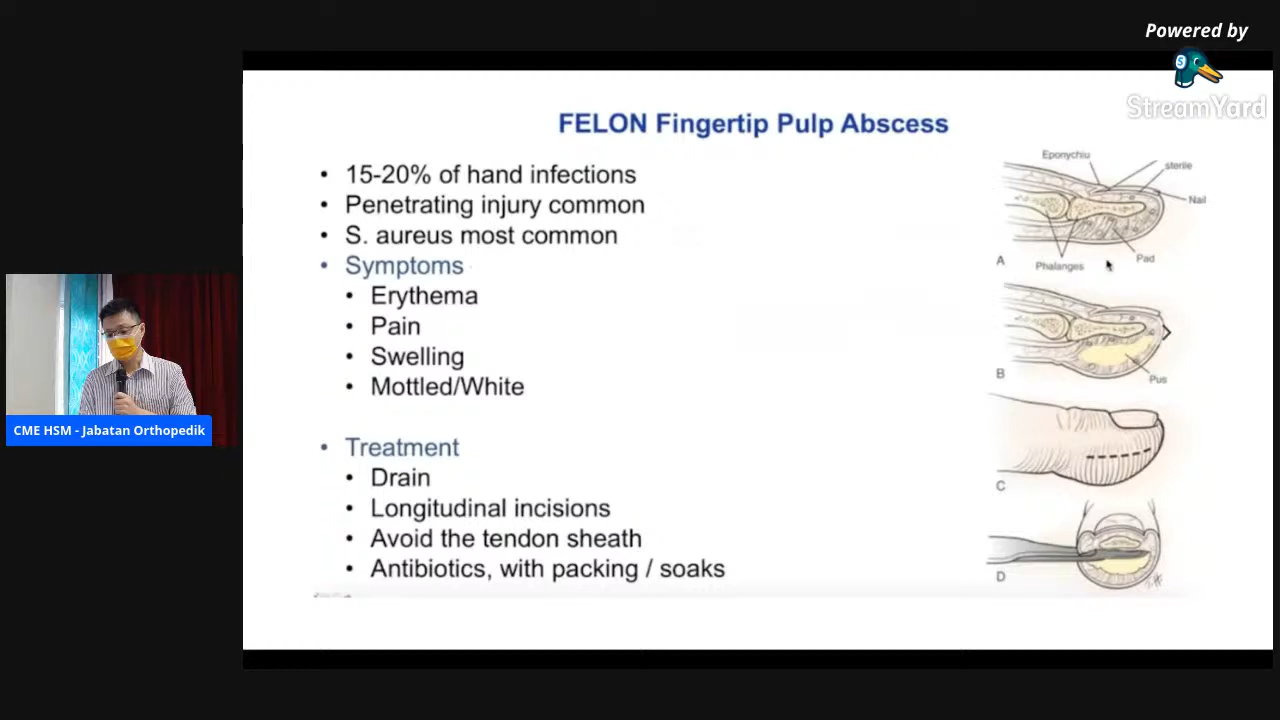 Powered by
StreamYard
FELON Fingertip Pulp Abscess
• 15-20% of hand infections
• Penetrating injury common
• S. aureus most common
• Symptoms
• Erythema
• Pain
• Swelling
• Mottled/White
• Treatment
• Drain
• Longitudinal incisions
• Avoid the tendon sheath
• Antibiotics, with packing / soaks
Eponychiu
sterile
Nail
Pad
Phalanges
A
Pus
B
C
D
CME HSM - Jabatan Orthopedik